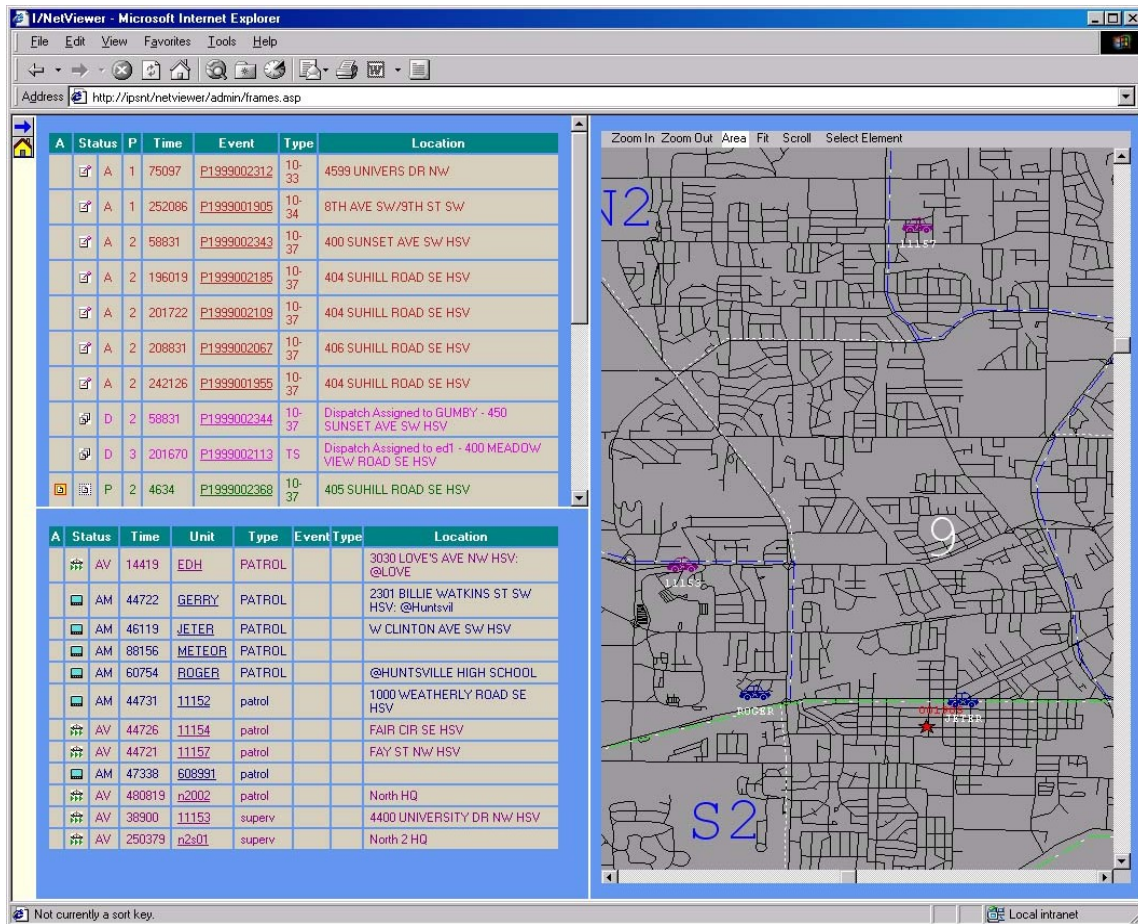 I/NetViewer - Microsoft Internet Explorer
File Edit View Favorites Tools Help
Address http://ipsnt/netviewer/admin/frames.asp
A Status P Time Event Type Location
A 1 75097 P1999002312 10-33 4599 UNIVERS DR NW
A 1 252086 P1999001905 10-34 8TH AVE SW/9TH ST SW
A 2 58831 P1999002343 10-37 400 SUNSET AVE SW HSV
A 2 196019 P1999002185 10-37 404 SUHILL ROAD SE HSV
A 2 201722 P1999002109 10-37 404 SUHILL ROAD SE HSV
A 2 208831 P1999002067 10-37 406 SUHILL ROAD SE HSV
A 2 242126 P1999001955 10-37 404 SUHILL ROAD SE HSV
D 2 58831 P1999002344 10-37 Dispatch Assigned to GUMBY - 450
SUNSET AVE SW HSV
D 3 201670 P1999002113 TS Dispatch Assigned to ed1 - 400 MEADOW
VIEW ROAD SE HSV
P 2 4634 P1999002368 10-37 405 SUHILL ROAD SE HSV
A Status Time Unit Type Event Type Location
AV 14419 EDH PATROL 3030 LOVE'S AVE NW HSV:
@LOVE
AM 44722 GERRY PATROL 2301 BILLIE WATKINS ST SW
HSV: @Huntsvil
AM 46119 JETER PATROL W CLINTON AVE SW HSV
AM 88156 METEOR PATROL
AM 60754 ROGER PATROL @HUNTSVILLE HIGH SCHOOL
AM 44731 11152 patrol 1000 WEATHERLY ROAD SE
HSV
AV 44726 11154 patrol FAIR CIR SE HSV
AV 44721 11157 patrol FAY ST NW HSV
AM 47338 608991 patrol
AV 480819 n2002 patrol North HQ
AV 38900 11153 superv 4400 UNIVERSITY DR NW HSV
AV 250379 n2s01 superv North 2 HQ
Zoom In Zoom Out Area Fit Scroll Select Element
N2
11157
9
11153
ROGER
JETER
S2
Not currently a sort key.
Local intranet